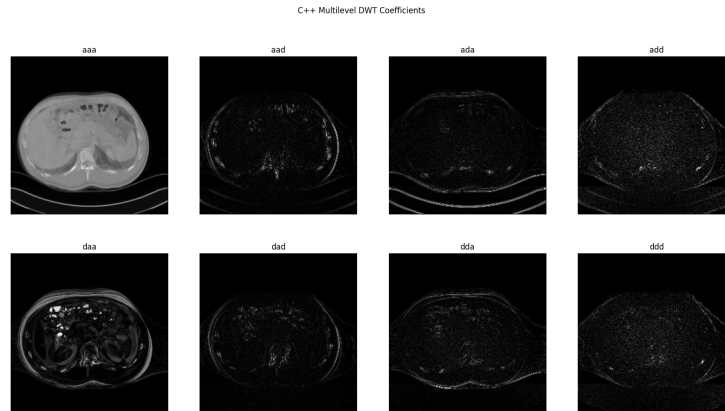 C++ Multilevel DWT Coefficients
aaa
aad
ada
add
daa
dad
dda
ddd